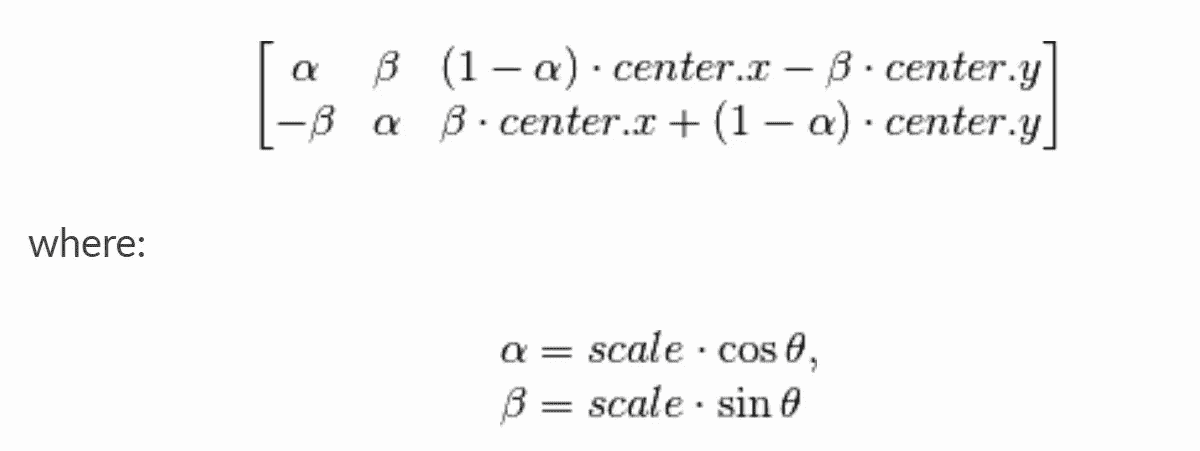 [ α β (1 − α) · center.x − β · center.y ]
[ −β α β · center.x + (1 − α) · center.y ]
where:
α = scale · cos θ,
β = scale · sin θ